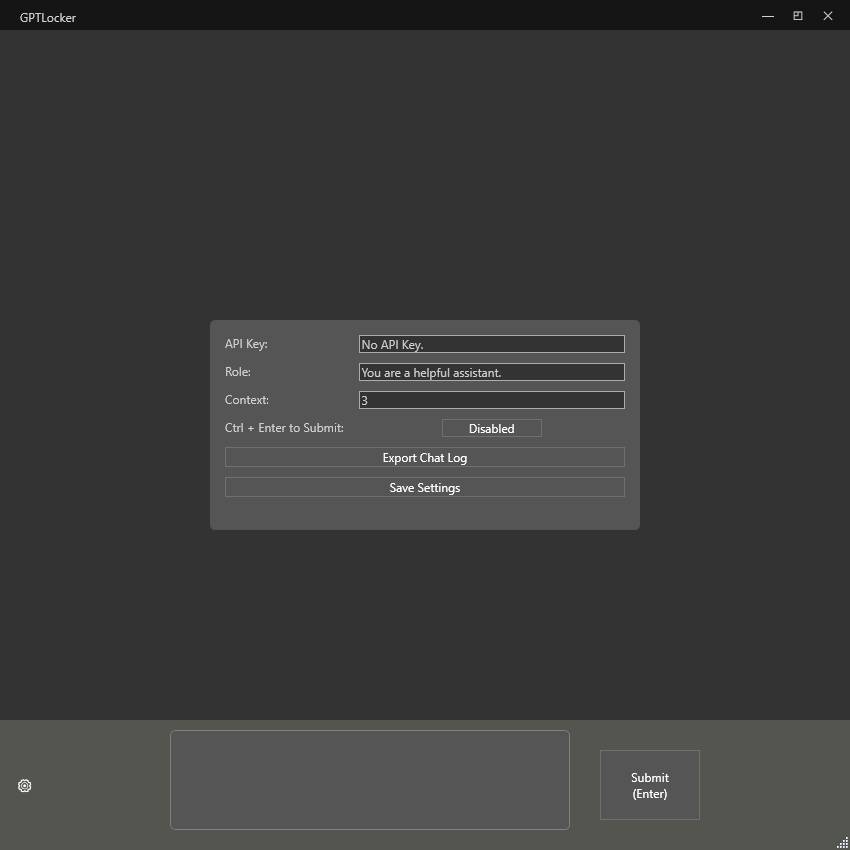 GPTLocker
API Key: No API Key.
Role: You are a helpful assistant.
Context: 3
Ctrl + Enter to Submit: Disabled
Export Chat Log
Save Settings
Submit
(Enter)